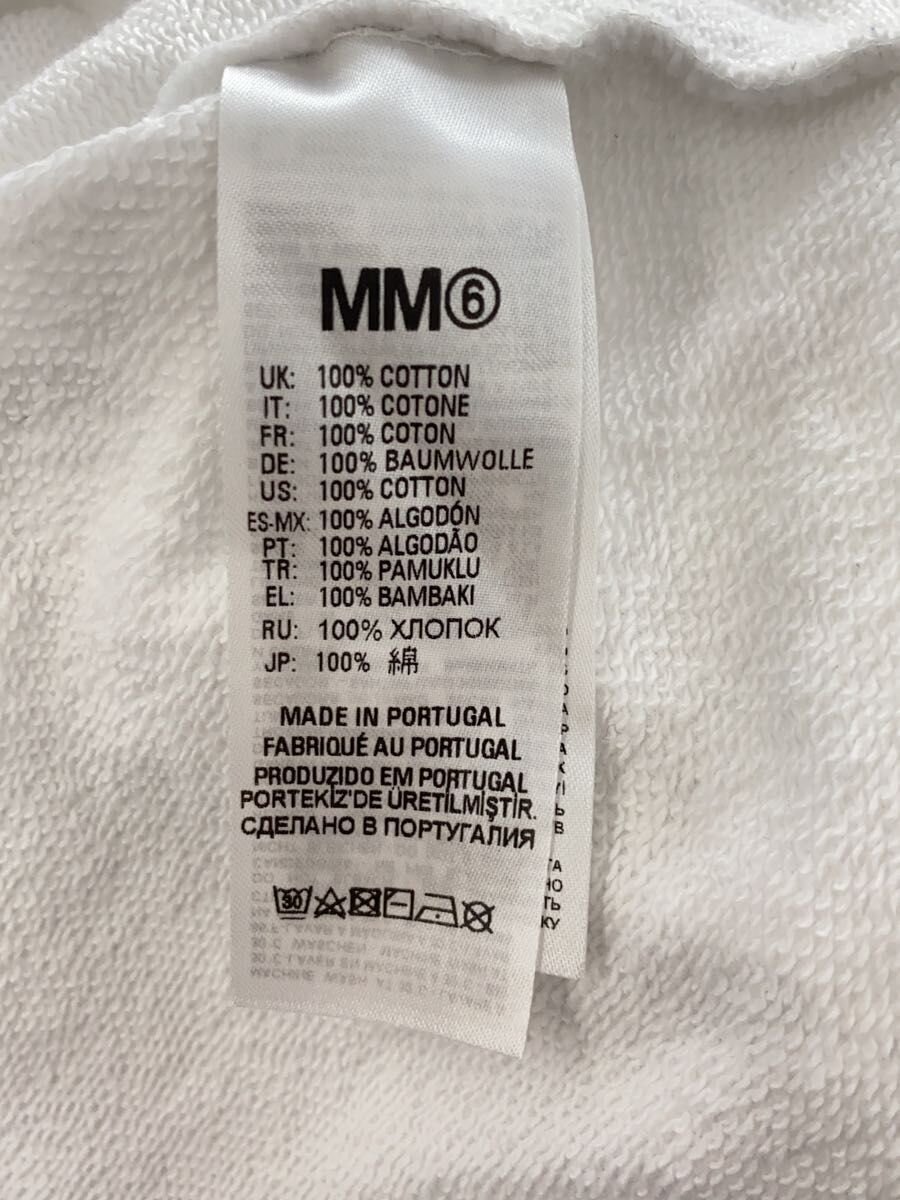 MM⑥
UK: 100% COTTON
IT: 100% COTONE
FR: 100% COTON
DE: 100% BAUMWOLLE
US: 100% COTTON
ES-MX: 100% ALGODÓN
PT: 100% ALGODÃO
TR: 100% PAMUKLU
EL: 100% BAMBAKI
RU: 100% ХЛОПОК
JP: 100% 綿
MADE IN PORTUGAL
FABRIQUÉ AU PORTUGAL
PRODUZIDO EM PORTUGAL
PORTEKİZ'DE ÜRETİLMİŞTİR.
СДЕЛАНО В ПОРТУГАЛИЯ
30